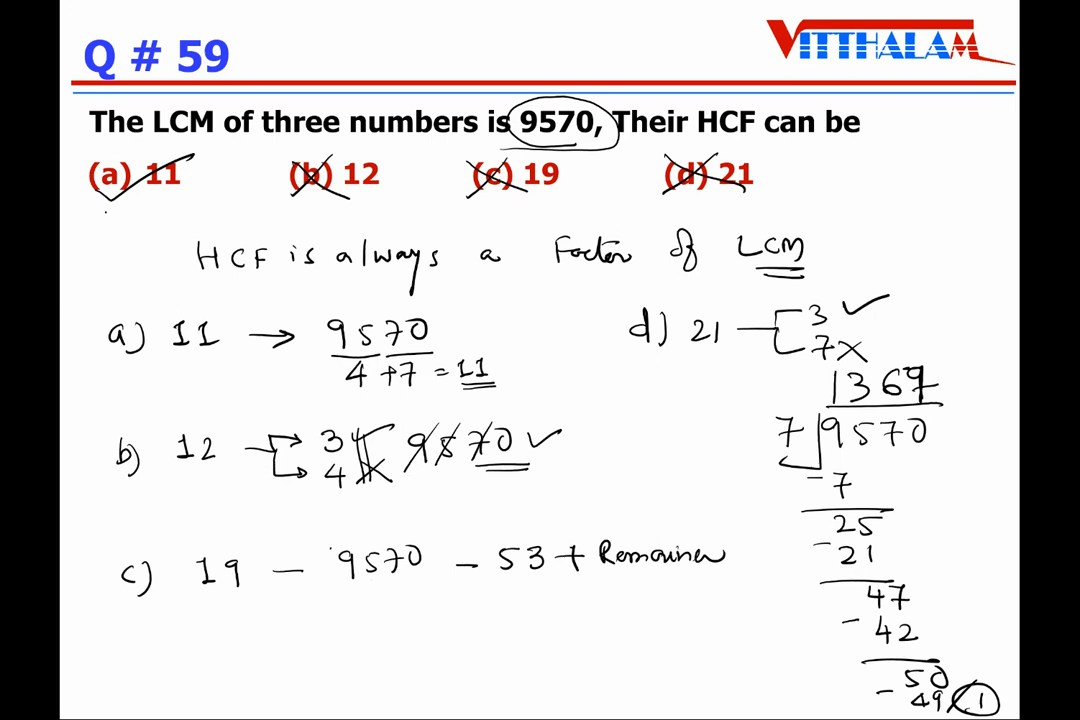 Q # 59
VITTHALAM
The LCM of three numbers is 9570, Their HCF can be
(a) 11 (b) 12 (c) 19 (d) 21
HCF is always a Factor of LCM
a) 11 → 9570
4 + 7 = 11
b) 12 3 9570 ✓
4
c) 19 - 9570 - 53 + Remainer
d) 21 3 ✓
7 ×
1367
7 9570
- 7
25
- 21
47
- 42
50
- 49 1